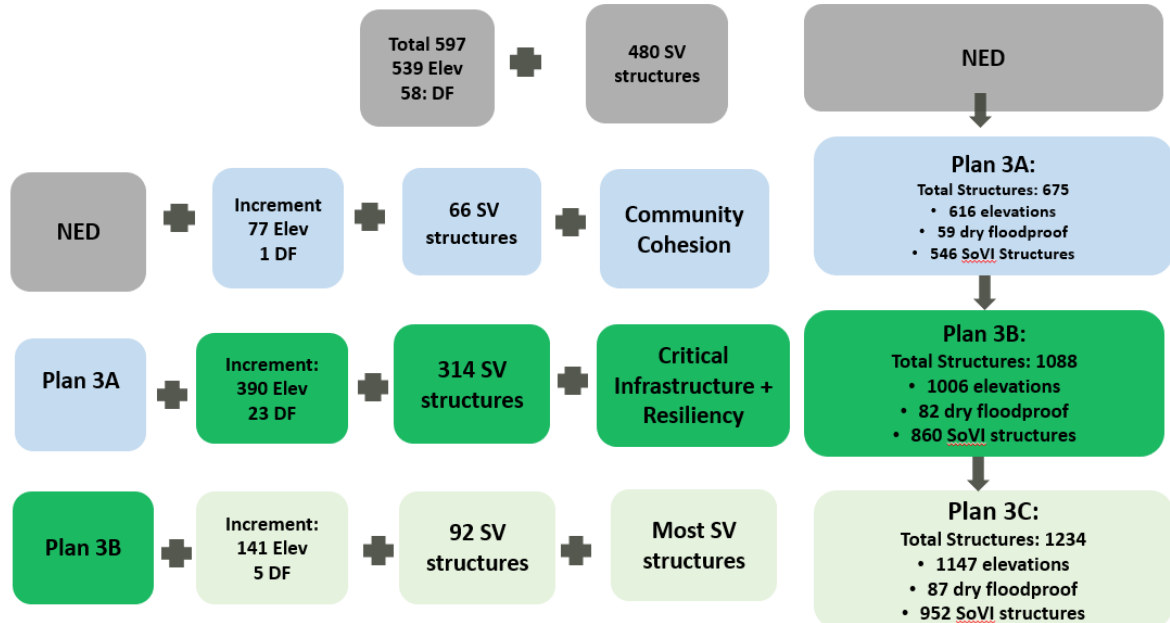 Total 597
539 Elev
58: DF
480 SV
structures
NED
NED
Increment
77 Elev
1 DF
66 SV
structures
Community
Cohesion
Plan 3A:
Total Structures: 675
• 616 elevations
• 59 dry floodproof
• 546 SoVI Structures
Plan 3A
Increment:
390 Elev
23 DF
314 SV
structures
Critical
Infrastructure +
Resiliency
Plan 3B:
Total Structures: 1088
• 1006 elevations
• 82 dry floodproof
• 860 SoVI structures
Plan 3B
Increment:
141 Elev
5 DF
92 SV
structures
Most SV
structures
Plan 3C:
Total Structures: 1234
• 1147 elevations
• 87 dry floodproof
• 952 SoVI structures